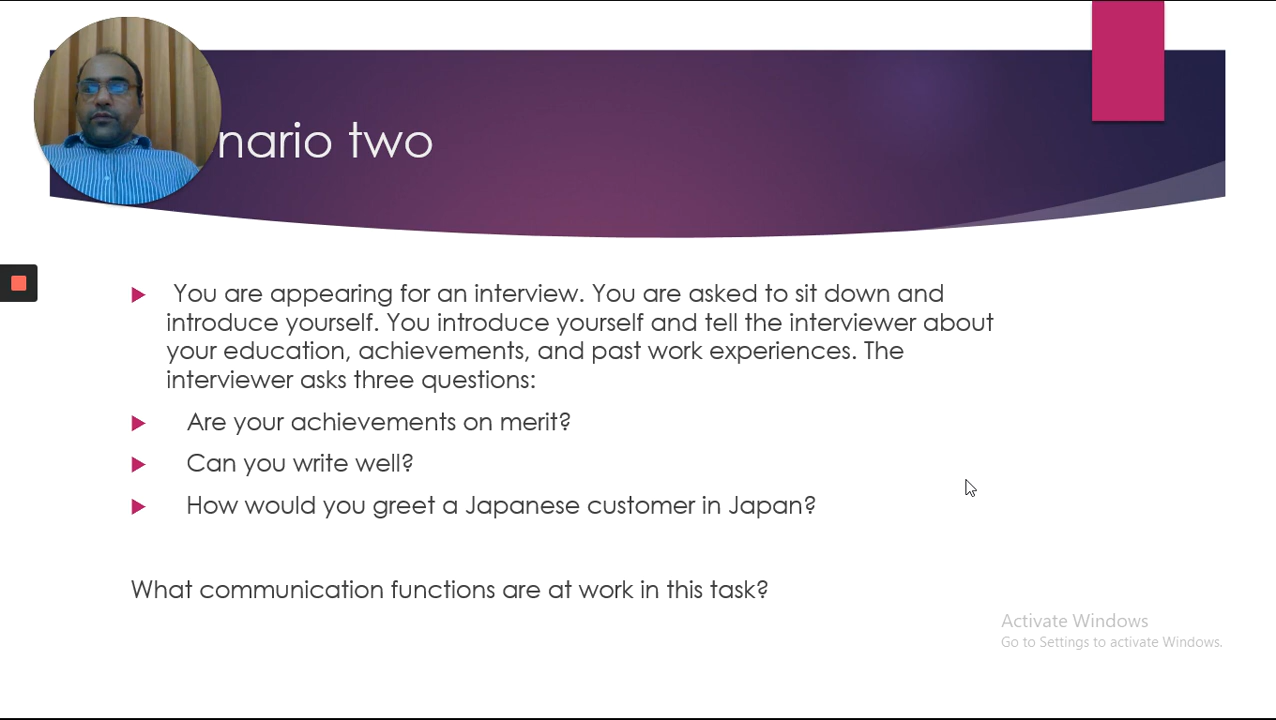 nario two
You are appearing for an interview. You are asked to sit down and
introduce yourself. You introduce yourself and tell the interviewer about
your education, achievements, and past work experiences. The
interviewer asks three questions:
Are your achievements on merit?
Can you write well?
How would you greet a Japanese customer in Japan?
What communication functions are at work in this task?
Activate Windows
Go to Settings to activate Windows.